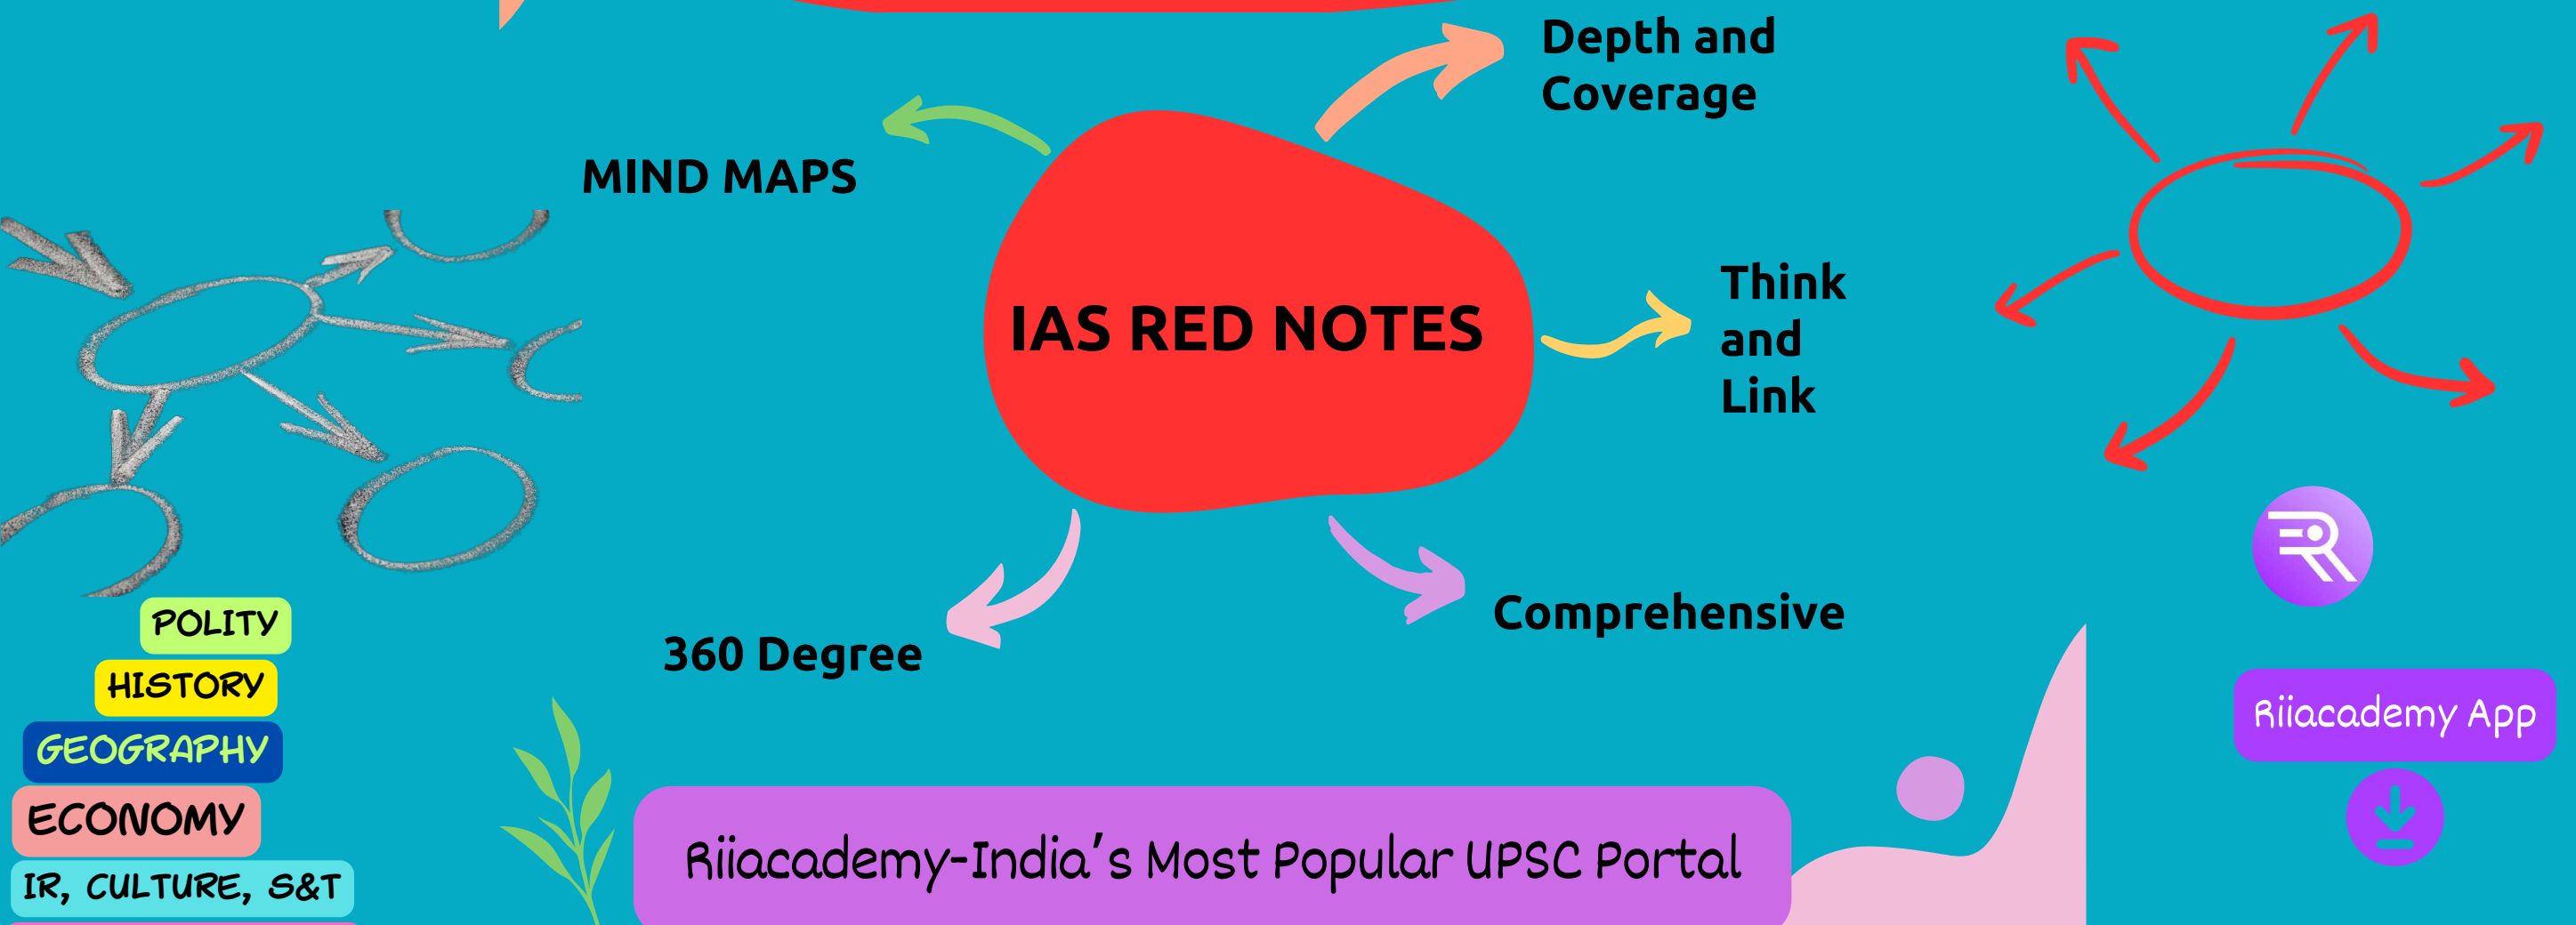 Depth and
Coverage
MIND MAPS
IAS RED NOTES
Think
and
Link
360 Degree
Comprehensive
POLITY
HISTORY
GEOGRAPHY
ECONOMY
IR, CULTURE, S&T
Riiacademy App
Riiacademy-India's Most Popular UPSC Portal